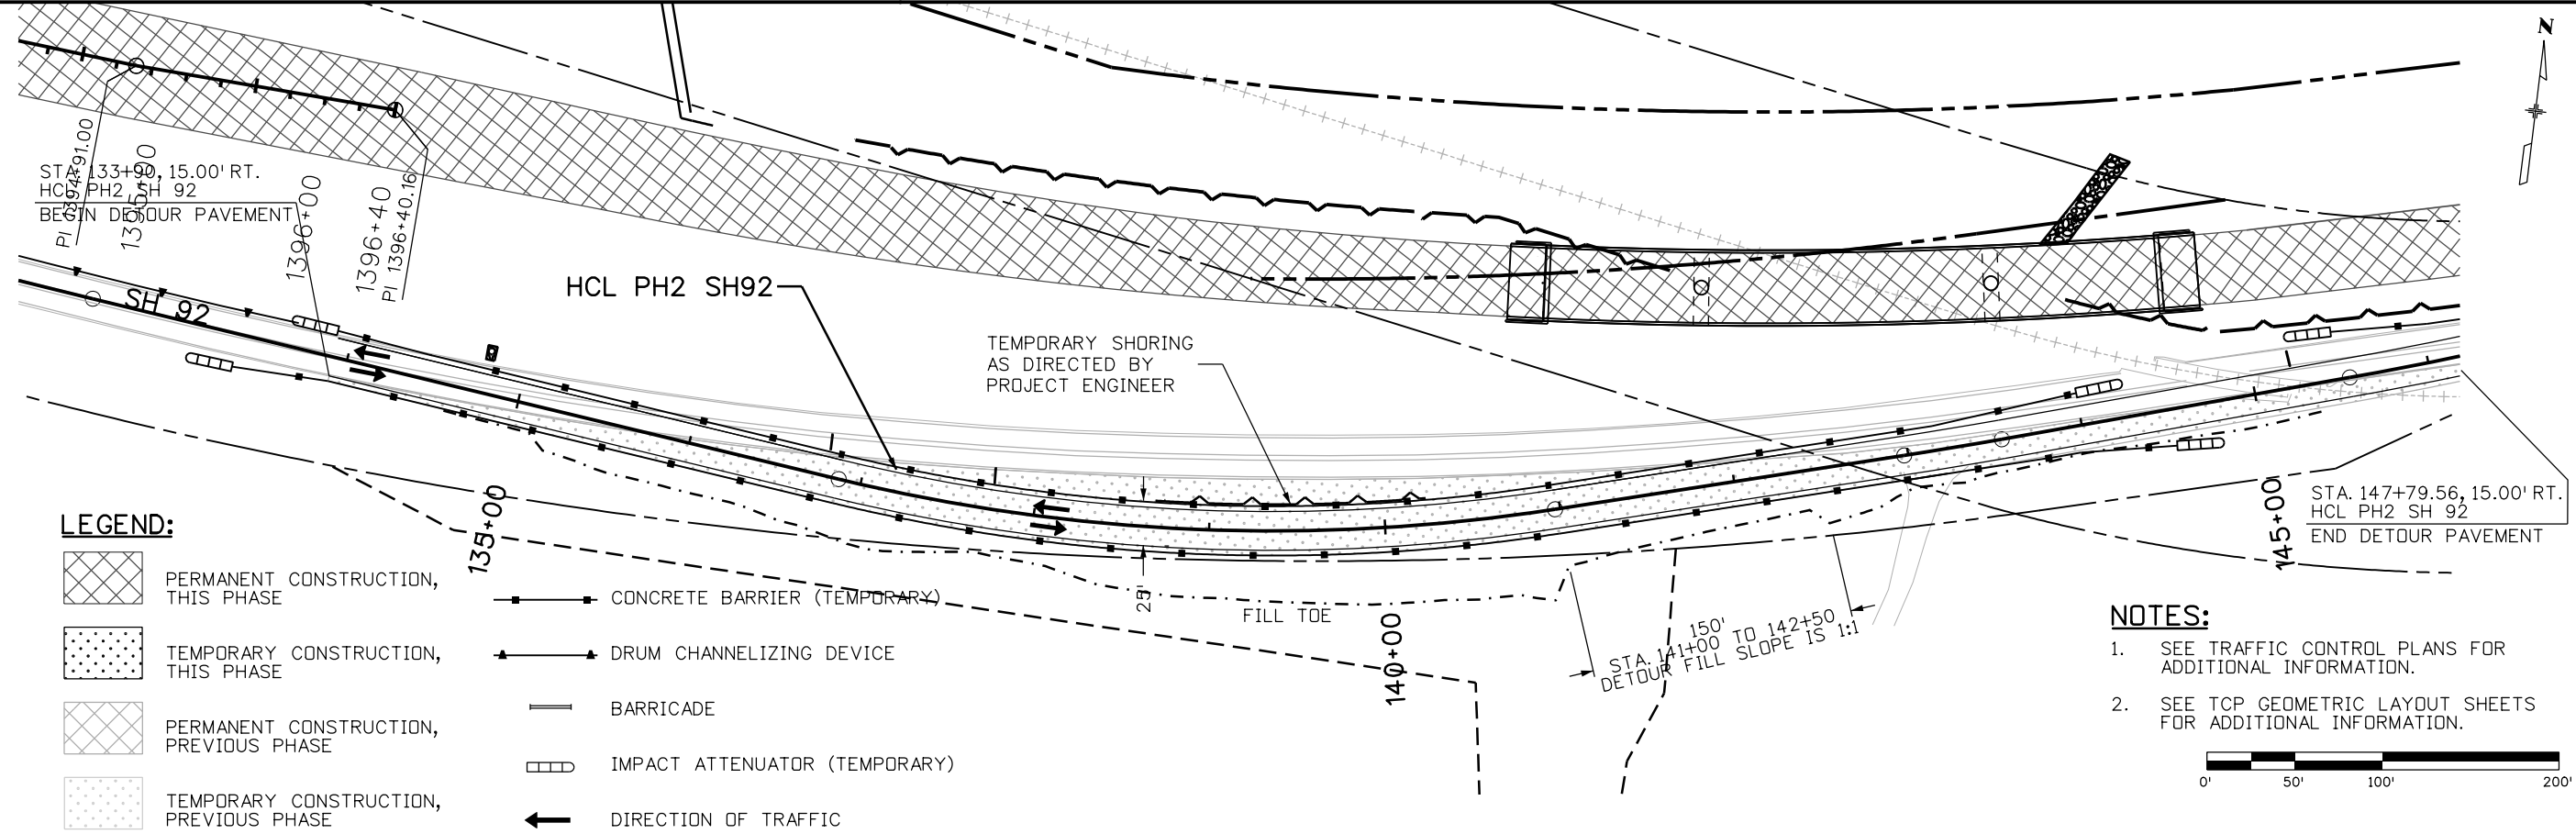 N
STA. 133+90, 15.00' RT.
HCL PH2 SH 92
BEGIN DETOUR PAVEMENT
PI 1394+91.00
1395+00
1396+00
1396+40
PI 1396+40.16
SH 92
HCL PH2 SH92
TEMPORARY SHORING
AS DIRECTED BY
PROJECT ENGINEER
135+00
140+00
145+00
25'
FILL TOE
150'
STA. 141+00 TO 142+50
DETOUR FILL SLOPE IS 1:1
STA. 147+79.56, 15.00' RT.
HCL PH2 SH 92
END DETOUR PAVEMENT
LEGEND:
PERMANENT CONSTRUCTION,
THIS PHASE
TEMPORARY CONSTRUCTION,
THIS PHASE
PERMANENT CONSTRUCTION,
PREVIOUS PHASE
TEMPORARY CONSTRUCTION,
PREVIOUS PHASE
CONCRETE BARRIER (TEMPORARY)
DRUM CHANNELIZING DEVICE
BARRICADE
IMPACT ATTENUATOR (TEMPORARY)
DIRECTION OF TRAFFIC
NOTES:
1. SEE TRAFFIC CONTROL PLANS FOR
ADDITIONAL INFORMATION.
2. SEE TCP GEOMETRIC LAYOUT SHEETS
FOR ADDITIONAL INFORMATION.
0' 50' 100' 200'